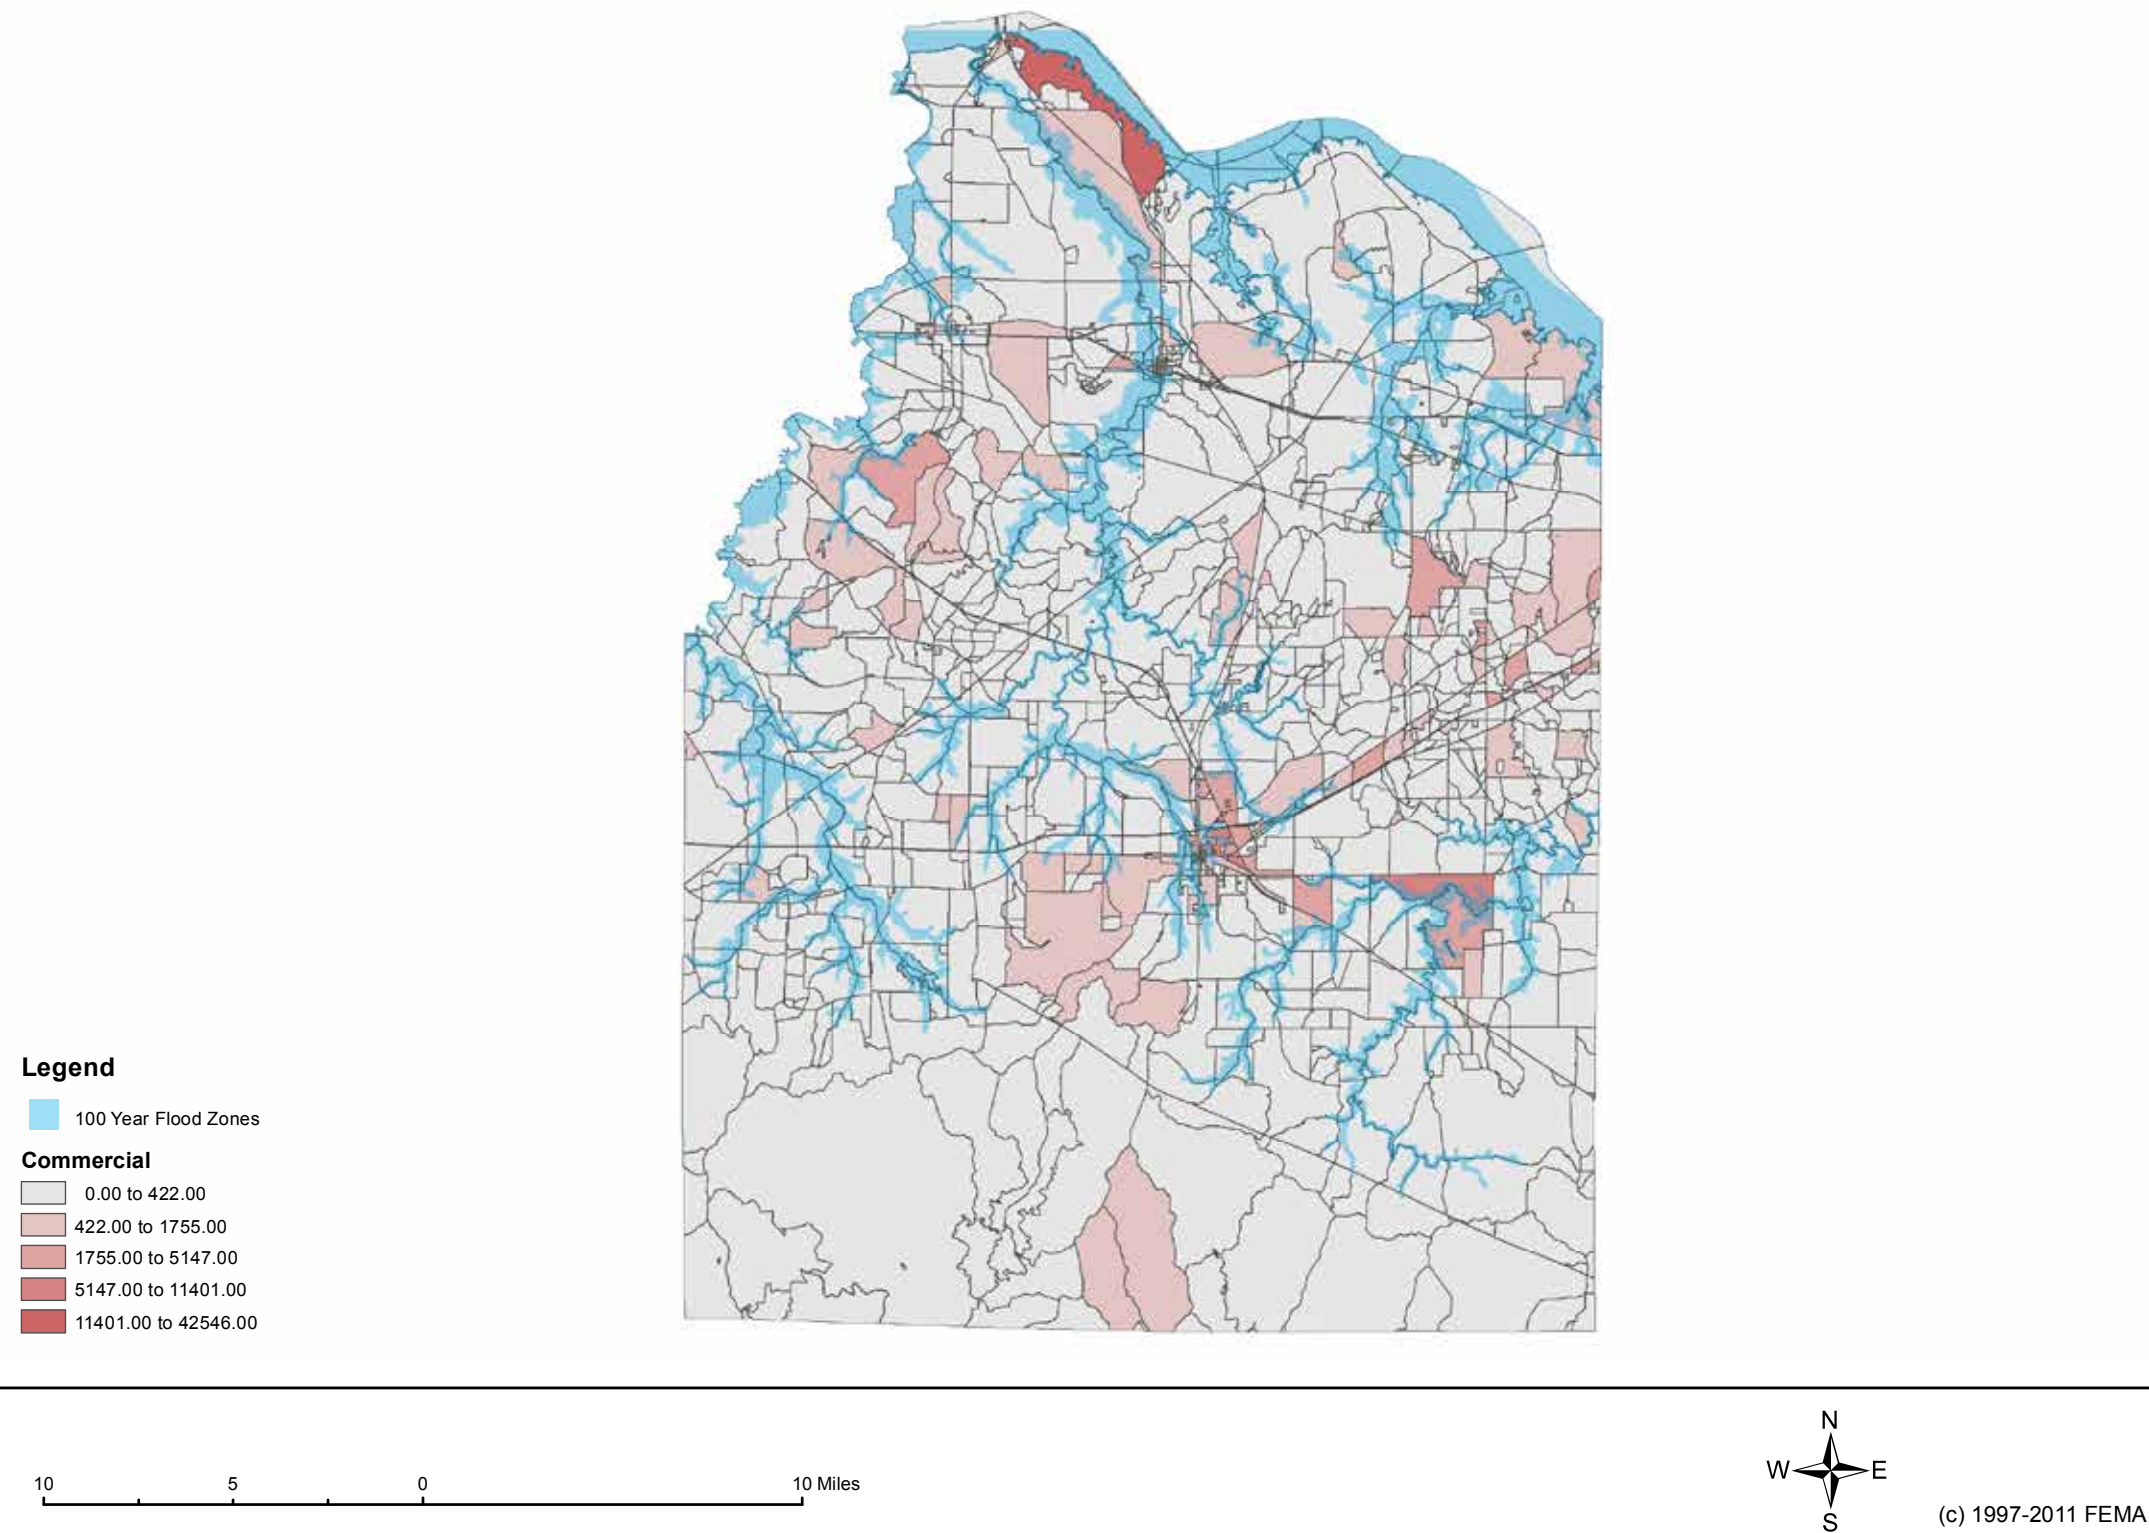 Legend
100 Year Flood Zones
Commercial
0.00 to 422.00
422.00 to 1755.00
1755.00 to 5147.00
5147.00 to 11401.00
11401.00 to 42546.00
10 5 0 10 Miles
N
W E
S
(c) 1997-2011 FEMA